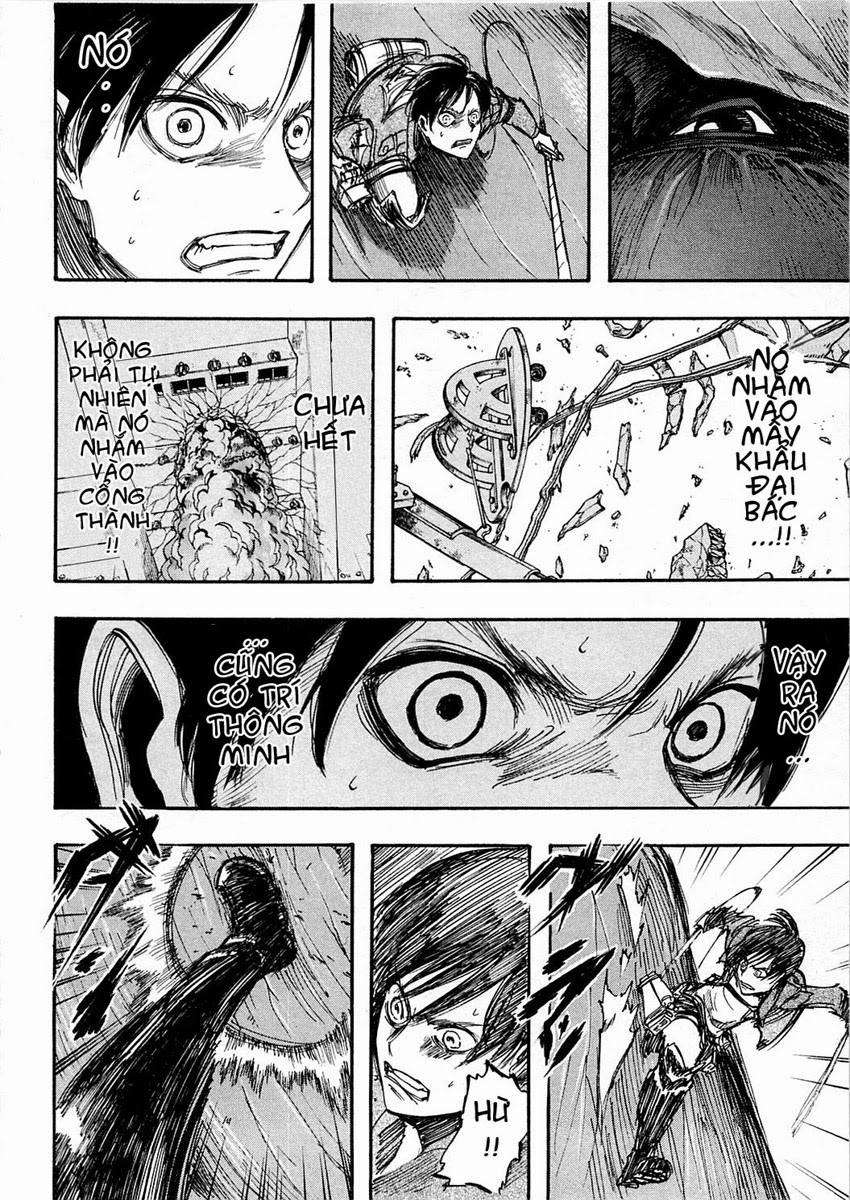 NÓ
...
NÓ
NHẮM
VÀO
MẤY
KHẨU
ĐẠI
BÁC
...!!
CHƯA
HẾT
KHÔNG
PHẢI TỰ
NHIÊN
MÀ NÓ
NHẮM
VÀO
CỔNG
THÀNH
!!
VẬY
RA
NÓ
...
...
CŨNG
CÓ TRÍ
THÔNG
MINH
HỪ
!!